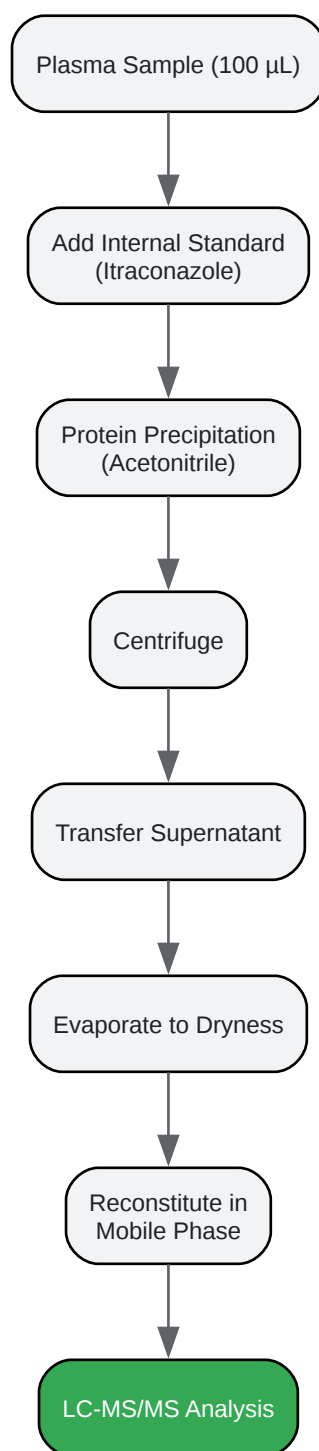 Plasma Sample (100 µL)
Add Internal Standard
(Itraconazole)
Protein Precipitation
(Acetonitrile)
Centrifuge
Transfer Supernatant
Evaporate to Dryness
Reconstitute in
Mobile Phase
LC-MS/MS Analysis